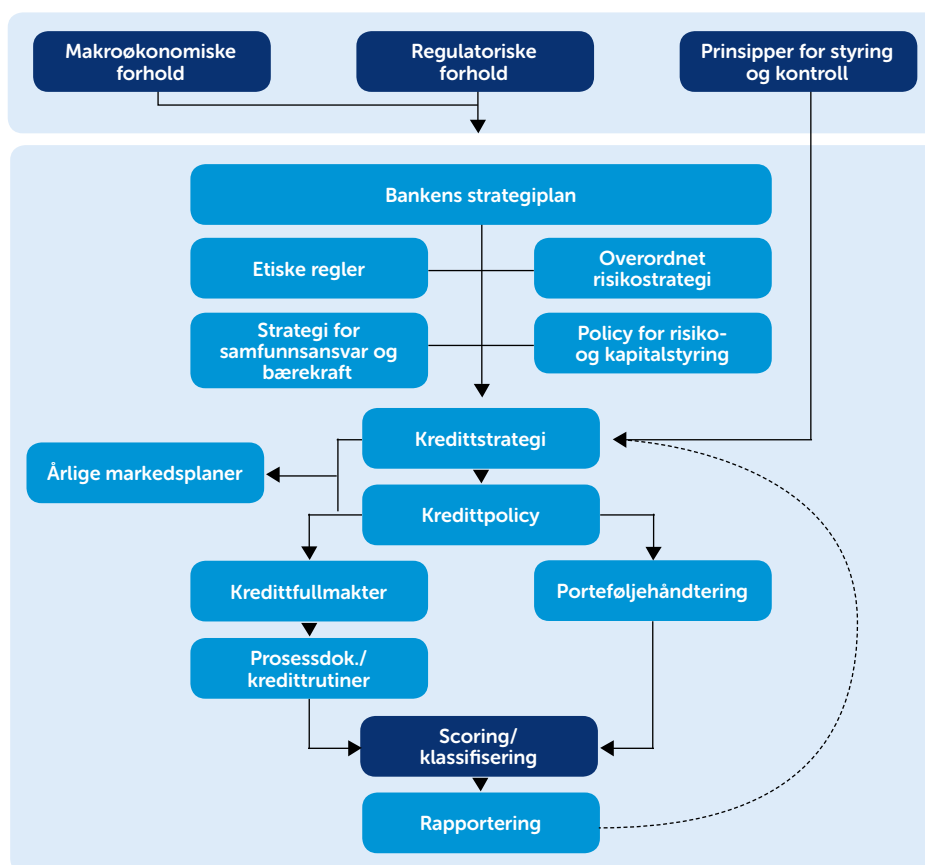 Makroøkonomiske
forhold
Regulatoriske
forhold
Prinsipper for styring
og kontroll
Bankens strategiplan
Etiske regler
Overordnet
risikostrategi
Strategi for
samfunnsansvar og
bærekraft
Policy for risiko-
og kapitalstyring
Kredittstrategi
Årlige markedsplaner
Kredittpolicy
Kredittfullmakter
Porteføljehåndtering
Prosessdok./
kredittrutiner
Scoring/
klassifisering
Rapportering